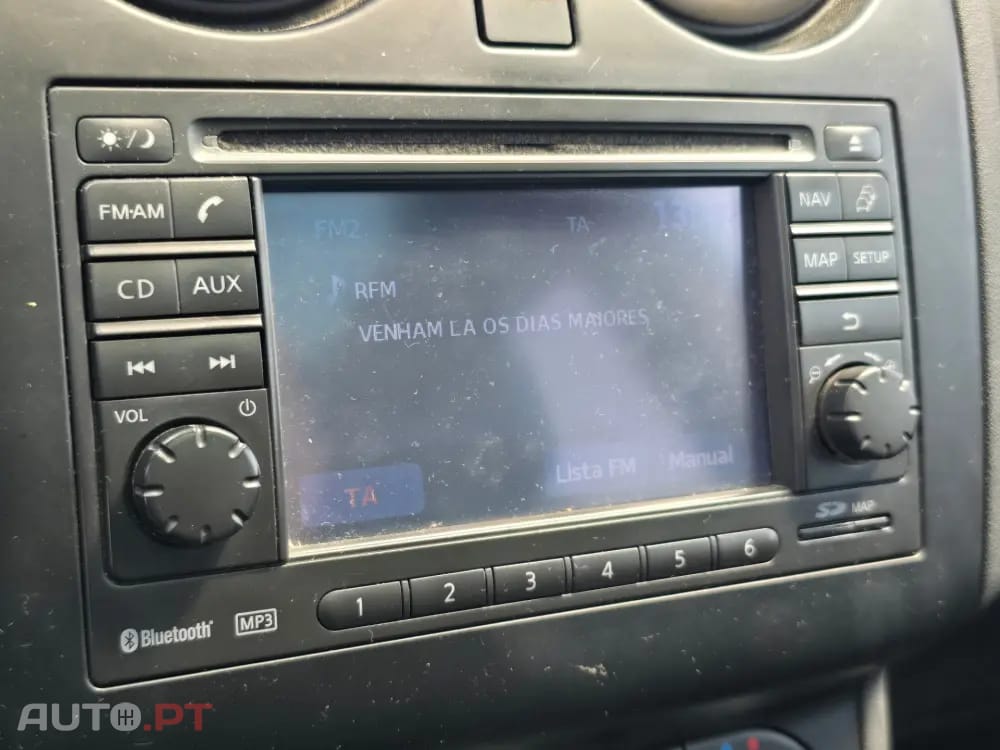 FM·AM
CD
AUX
VOL
FM2
TA
RFM
VENHAM LA OS DIAS MAIORES
TA
Lista FM
Manual
NAV
MAP
SETUP
SD MAP
1
2
3
4
5
6
Bluetooth
MP3
AUTO.PT